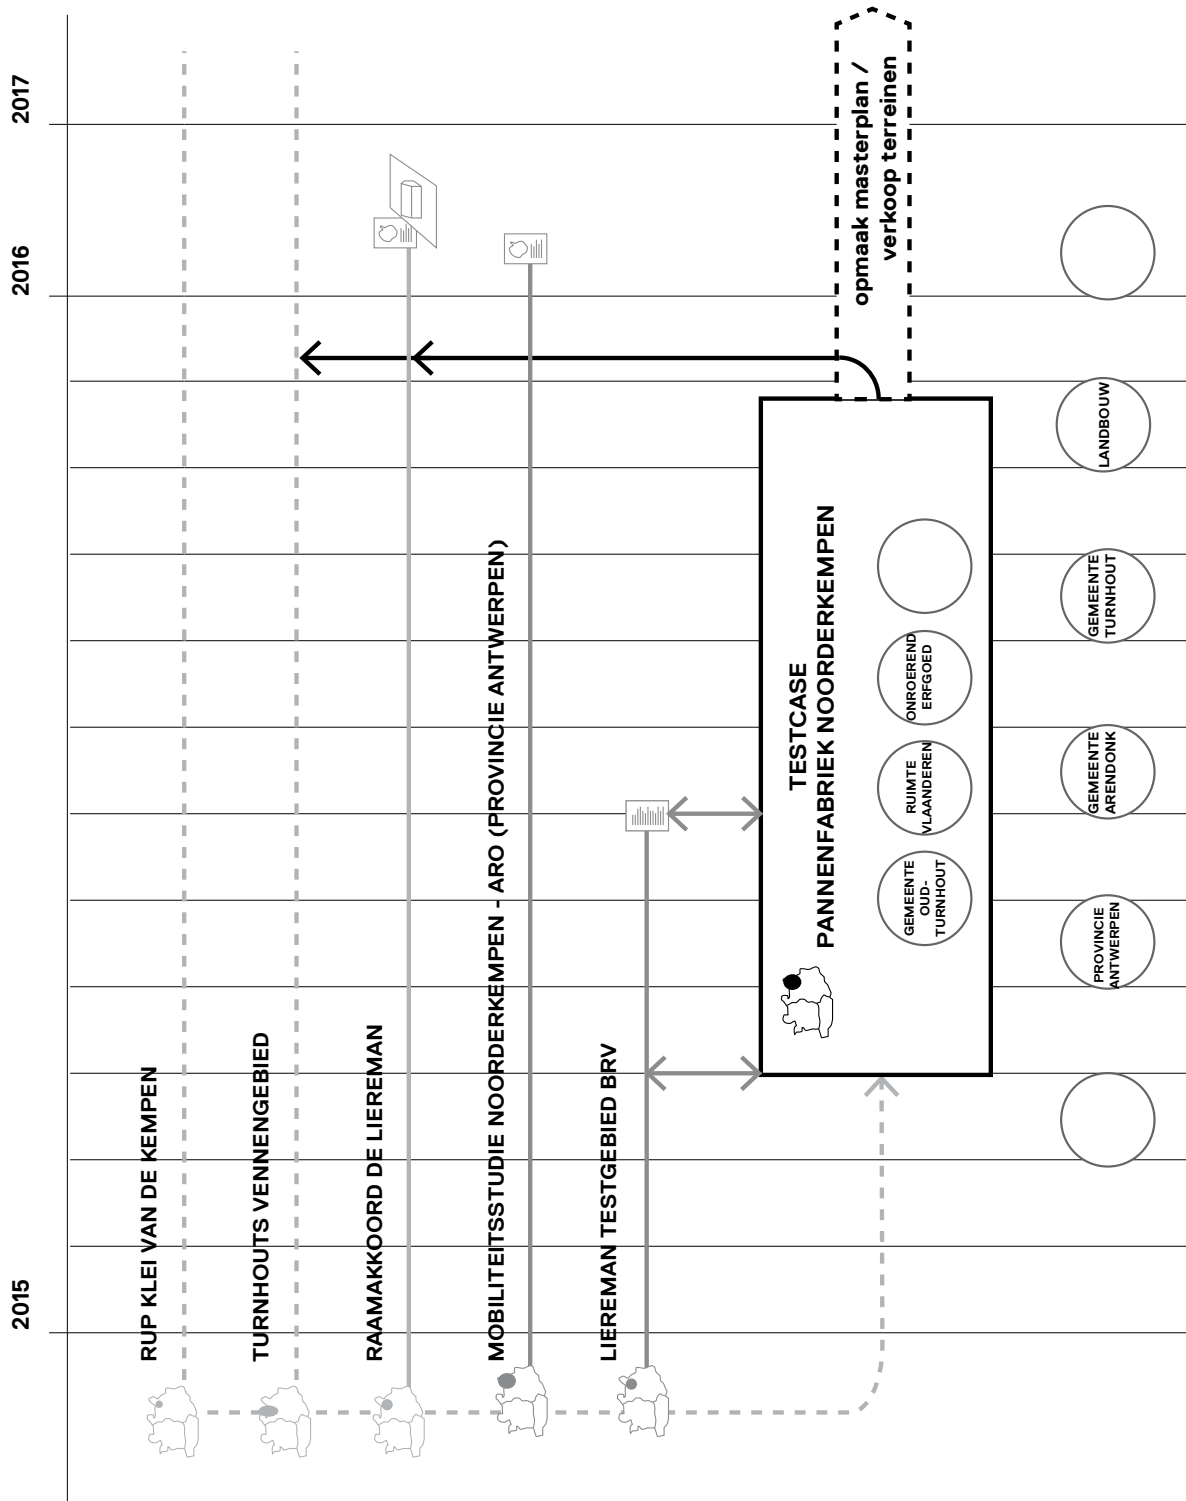 2015
2016
2017
RUP KLEI VAN DE KEMPEN
TURNHOUTS VENNENGEBIED
RAAMAKKOORD DE LIEREMAN
MOBILITEITSSTUDIE NOORDERKEMPEN - ARO (PROVINCIE ANTWERPEN)
LIEREMAN TESTGEBIED BRV
TESTCASE
PANNENFABRIEK NOORDERKEMPEN
GEMEENTE
OUD-
TURNHOUT
RUIMTE
VLAANDEREN
ONROEREND
ERFGOED
opmaak masterplan /
verkoop terreinen
PROVINCIE
ANTWERPEN
GEMEENTE
ARENDONK
GEMEENTE
TURNHOUT
LANDBOUW